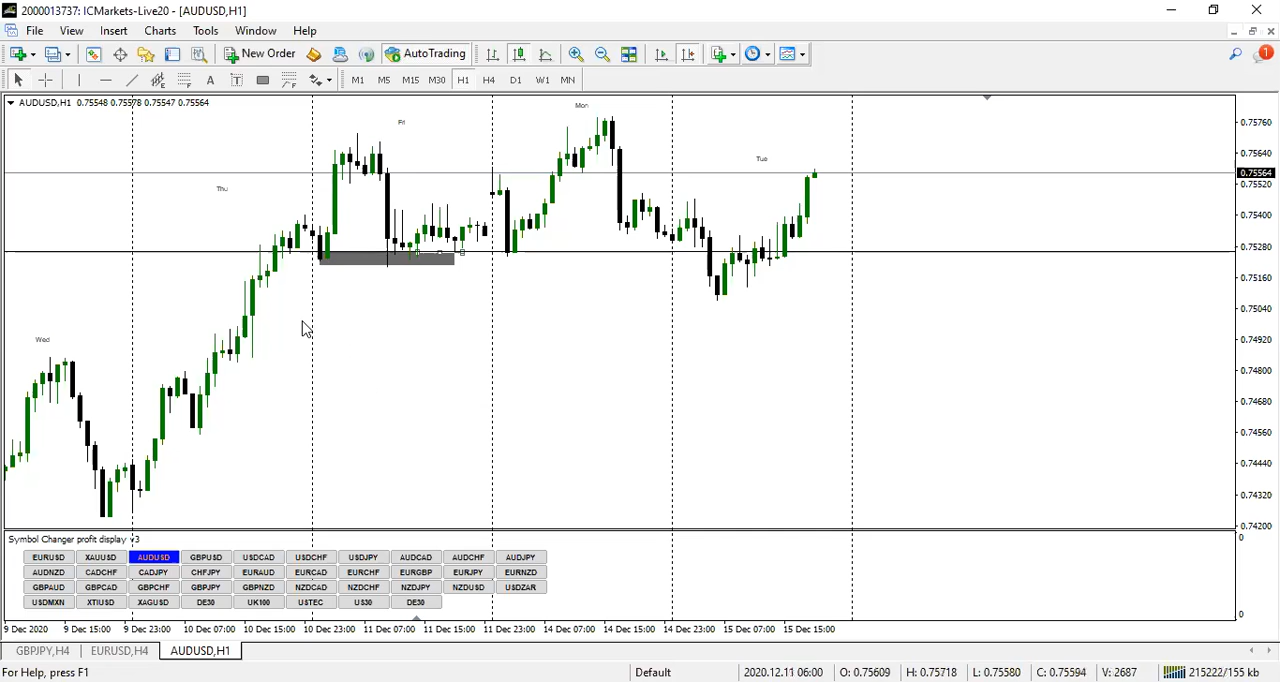 2000013737: ICMarkets-Live20 - [AUDUSD,H1]
File View Insert Charts Tools Window Help
New Order AutoTrading
A T M1 M5 M15 M30 H1 H4 D1 W1 MN
1
AUDUSD,H1 0.75548 0.75578 0.75547 0.75564
Mon
Fri
Tue
Thu
Wed
0.75760
0.75640
0.75564
0.75520
0.75400
0.75280
0.75160
0.75040
0.74920
0.74800
0.74680
0.74560
0.74440
0.74320
0.74200
Symbol Changer profit display v3
0
EURUSD XAUUSD AUDUSD GBPUSD USDCAD USDCHF USDJPY AUDCAD AUDCHF AUDJPY
AUDNZD CADCHF CADJPY CHFJPY EURAUD EURCAD EURCHF EURGBP EURJPY EURNZD
GBPAUD GBPCAD GBPCHF GBPJPY GBPNZD NZDCAD NZDCHF NZDJPY NZDUSD USDZAR
USDMXN XTIUSD XAGUSD DE30 UK100 USTEC US30 DE30
0
9 Dec 2020 9 Dec 15:00 9 Dec 23:00 10 Dec 07:00 10 Dec 15:00 10 Dec 23:00 11 Dec 07:00 11 Dec 15:00 11 Dec 23:00 14 Dec 07:00 14 Dec 15:00 14 Dec 23:00 15 Dec 07:00 15 Dec 15:00
GBPJPY,H4 EURUSD,H4 AUDUSD,H1
For Help, press F1 Default 2020.12.11 06:00 O: 0.75609 H: 0.75718 L: 0.75580 C: 0.75594 V: 2687 215222/155 kb